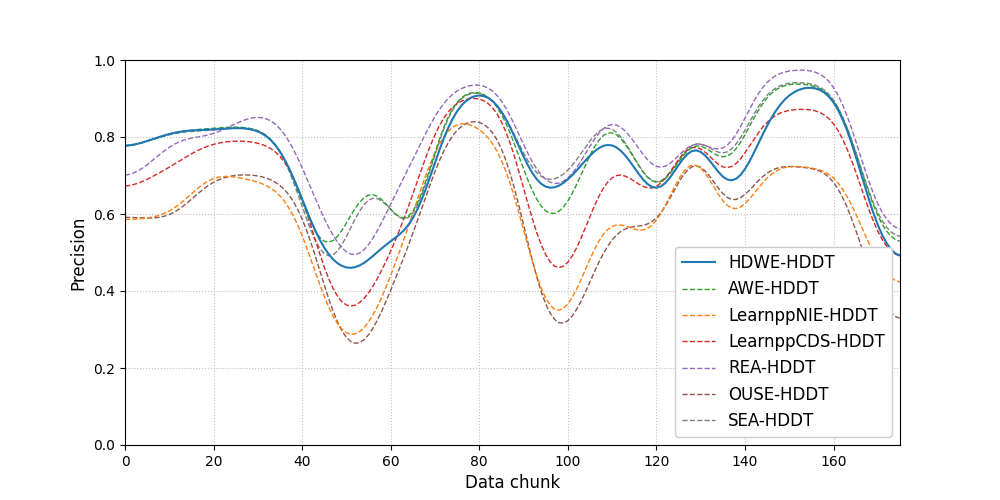 1.0
0.8
0.6
0.4
0.2
0.0
Precision
0 20 40 60 80 100 120 140 160
Data chunk
HDWE-HDDT
AWE-HDDT
LearnppNIE-HDDT
LearnppCDS-HDDT
REA-HDDT
OUSE-HDDT
SEA-HDDT